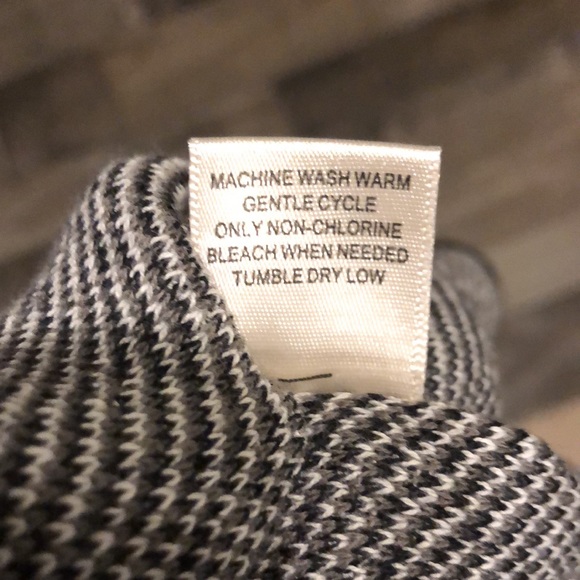 MACHINE WASH WARM
GENTLE CYCLE
ONLY NON-CHLORINE
BLEACH WHEN NEEDED
TUMBLE DRY LOW